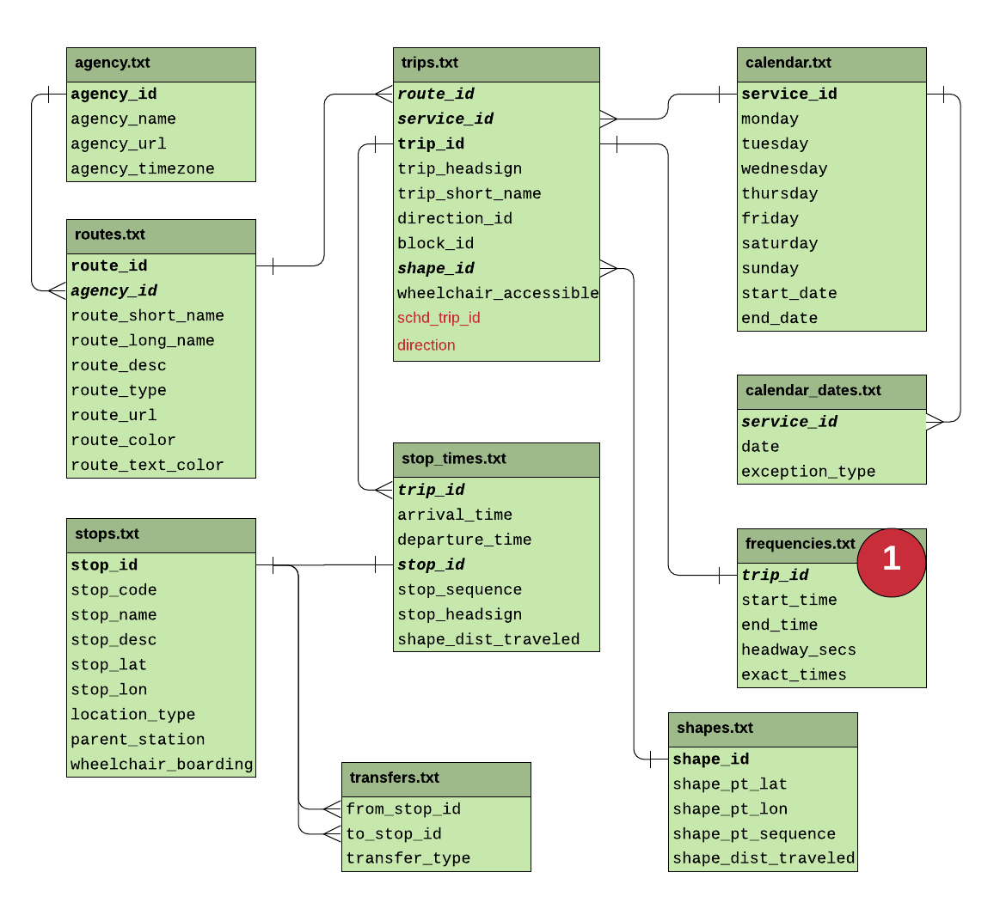 agency.txt
agency_id
agency_name
agency_url
agency_timezone
routes.txt
route_id
agency_id
route_short_name
route_long_name
route_desc
route_type
route_url
route_color
route_text_color
stops.txt
stop_id
stop_code
stop_name
stop_desc
stop_lat
stop_lon
location_type
parent_station
wheelchair_boarding
trips.txt
route_id
service_id
trip_id
trip_headsign
trip_short_name
direction_id
block_id
shape_id
wheelchair_accessible
schd_trip_id
direction
stop_times.txt
trip_id
arrival_time
departure_time
stop_id
stop_sequence
stop_headsign
shape_dist_traveled
transfers.txt
from_stop_id
to_stop_id
transfer_type
calendar.txt
service_id
monday
tuesday
wednesday
thursday
friday
saturday
sunday
start_date
end_date
calendar_dates.txt
service_id
date
exception_type
frequencies.txt
1
trip_id
start_time
end_time
headway_secs
exact_times
shapes.txt
shape_id
shape_pt_lat
shape_pt_lon
shape_pt_sequence
shape_dist_traveled